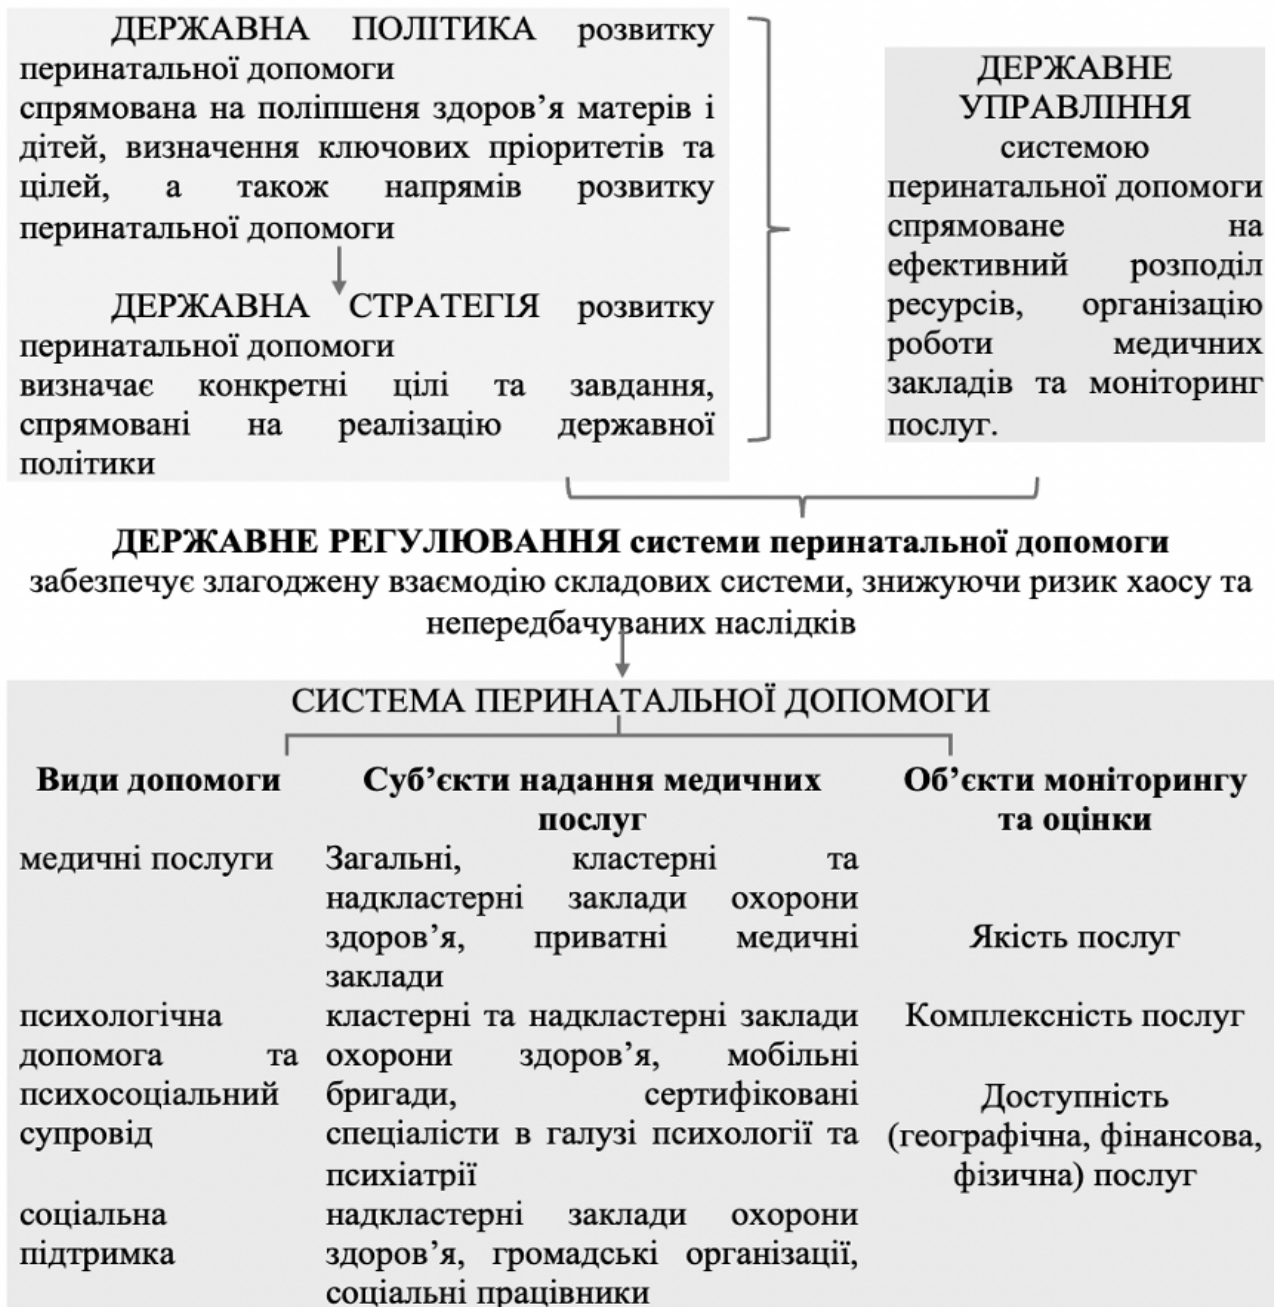 ДЕРЖАВНА ПОЛІТИКА розвитку
перинатальної допомоги
спрямована на поліпшеня здоров’я матерів і
дітей, визначення ключових пріоритетів та
цілей, а також напрямів розвитку
перинатальної допомоги
ДЕРЖАВНА СТРАТЕГІЯ розвитку
перинатальної допомоги
визначає конкретні цілі та завдання,
спрямовані на реалізацію державної
політики
ДЕРЖАВНЕ
УПРАВЛІННЯ
системою
перинатальної допомоги
спрямоване на
ефективний розподіл
ресурсів, організацію
роботи медичних
закладів та моніторинг
послуг.
ДЕРЖАВНЕ РЕГУЛЮВАННЯ системи перинатальної допомоги
забезпечує злагоджену взаємодію складових системи, знижуючи ризик хаосу та
непередбачуваних наслідків
СИСТЕМА ПЕРИНАТАЛЬНОЇ ДОПОМОГИ
Види допомоги
Суб’єкти надання медичних
послуг
Об’єкти моніторингу
та оцінки
медичні послуги
Загальні, кластерні та
надкластерні заклади охорони
здоров’я, приватні медичні
заклади
психологічна
допомога та
психосоціальний
супровід
кластерні та надкластерні заклади
охорони здоров’я, мобільні
бригади, сертифіковані
спеціалісти в галузі психології та
психіатрії
соціальна
підтримка
надкластерні заклади охорони
здоров’я, громадські організації,
соціальні працівники
Якість послуг
Комплексність послуг
Доступність
(географічна, фінансова,
фізична) послуг